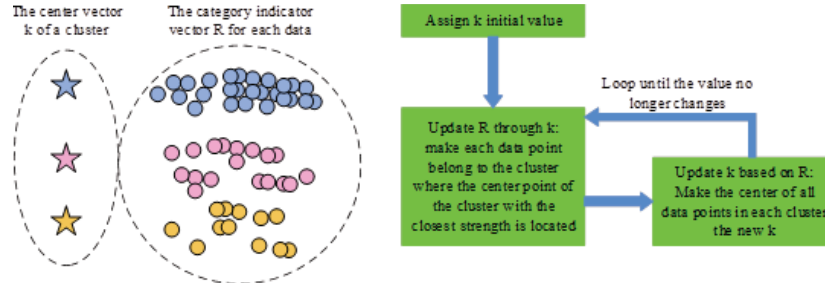 The center vector
k of a cluster
The category indicator
vector R for each data
Assign k initial value
Loop until the value no
longer changes
Update R through k:
make each data point
belong to the cluster
where the center point of
the cluster with the
closest strength is located
Update k based on R:
Make the center of all
data points in each cluster
the new k